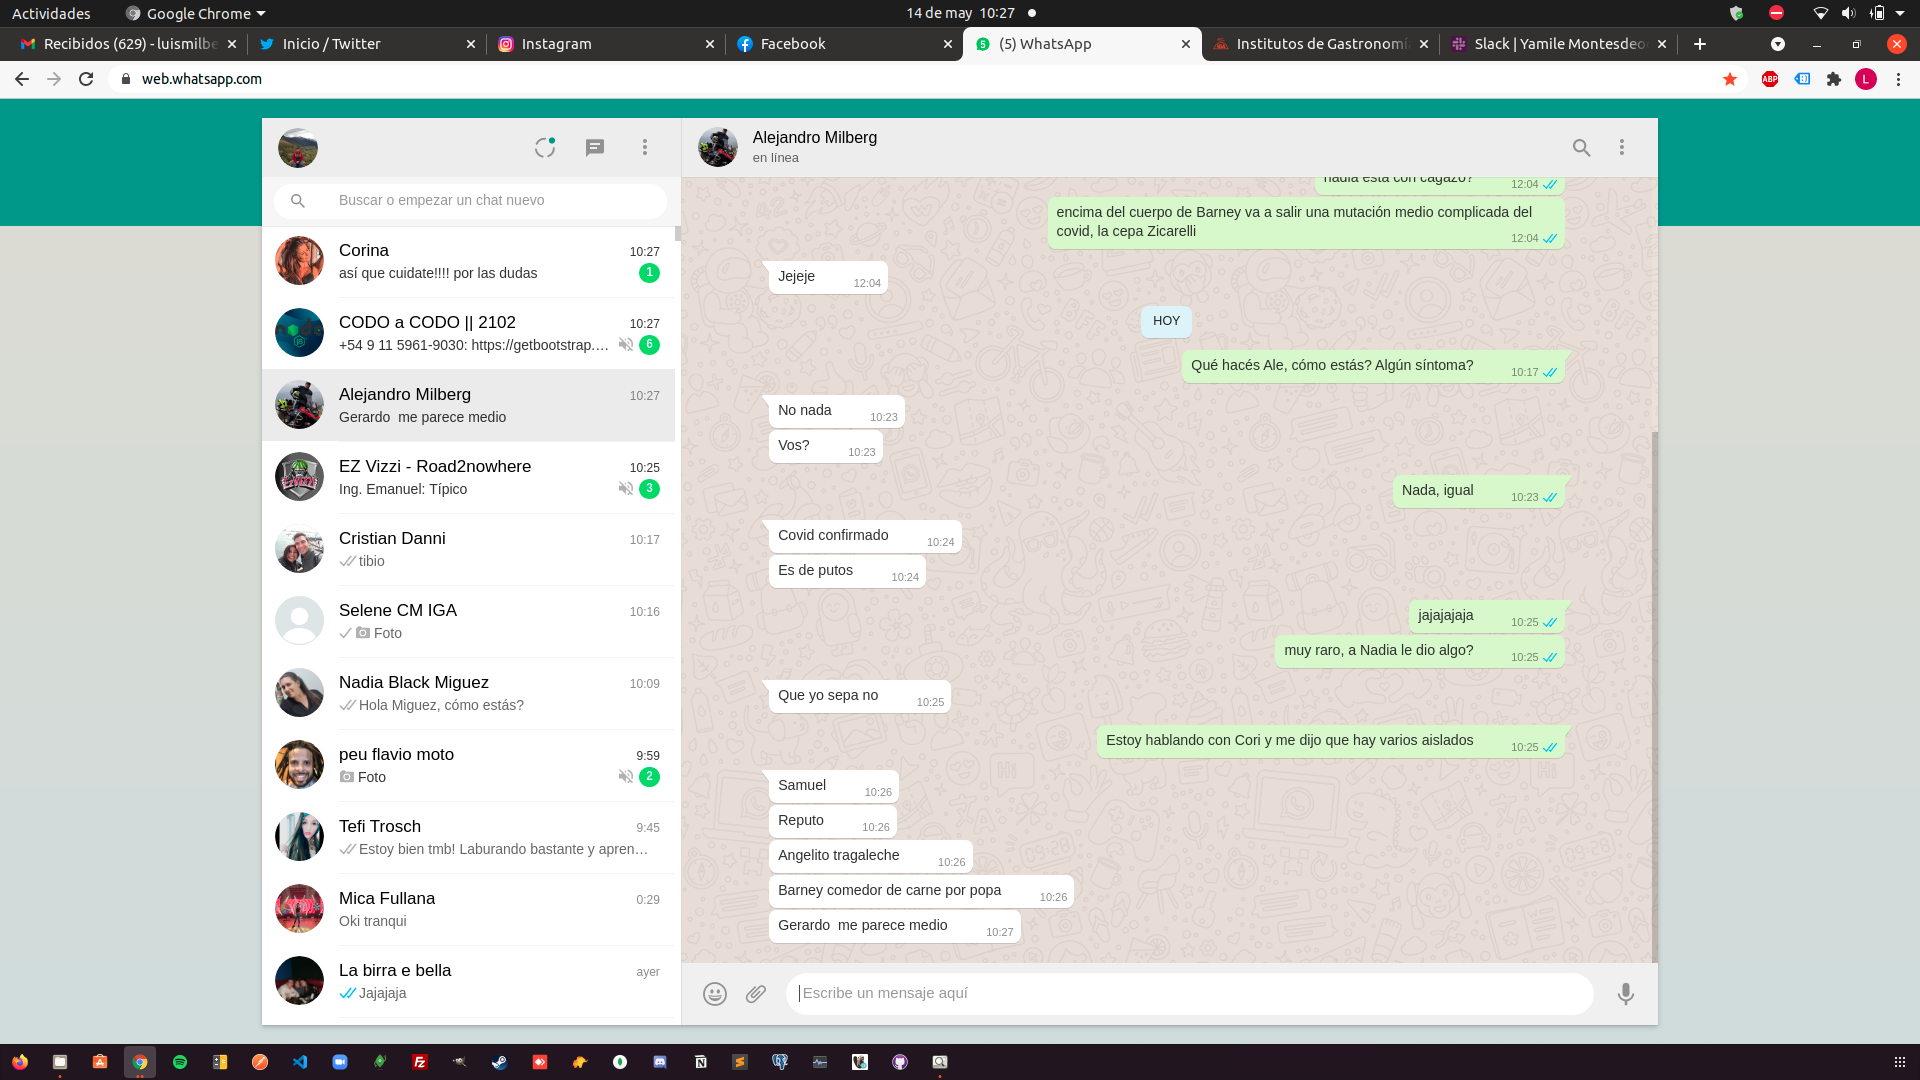 Actividades
Google Chrome
14 de may 10:27
Recibidos (629) - luismilbe
Inicio / Twitter
Instagram
Facebook
(5) WhatsApp
Institutos de Gastronomí
Slack | Yamile Montesdeo
web.whatsapp.com
ABP
L
Alejandro Milberg
en línea
Buscar o empezar un chat nuevo
Corina
10:27
así que cuidate!!!! por las dudas
1
CODO a CODO || 2102
10:27
+54 9 11 5961-9030: https://getbootstrap....
6
Alejandro Milberg
10:27
Gerardo  me parece medio
EZ Vizzi - Road2nowhere
10:25
Ing. Emanuel: Típico
3
Cristian Danni
10:17
tibio
Selene CM IGA
10:16
Foto
Nadia Black Miguez
10:09
Hola Miguez, cómo estás?
peu flavio moto
9:59
Foto
2
Tefi Trosch
9:45
Estoy bien tmb! Laburando bastante y apren...
Mica Fullana
0:29
Oki tranqui
La birra e bella
ayer
Jajajaja
nadia está con cagazo?
12:04
encima del cuerpo de Barney va a salir una mutación medio complicada del
covid, la cepa Zicarelli
12:04
Jejeje
12:04
HOY
Qué hacés Ale, cómo estás? Algún síntoma?
10:17
No nada
10:23
Vos?
10:23
Nada, igual
10:23
Covid confirmado
10:24
Es de putos
10:24
jajajajaja
10:25
muy raro, a Nadia le dio algo?
10:25
Que yo sepa no
10:25
Estoy hablando con Cori y me dijo que hay varios aislados
10:25
Samuel
10:26
Reputo
10:26
Angelito tragaleche
10:26
Barney comedor de carne por popa
10:26
Gerardo  me parece medio
10:27
Escribe un mensaje aquí